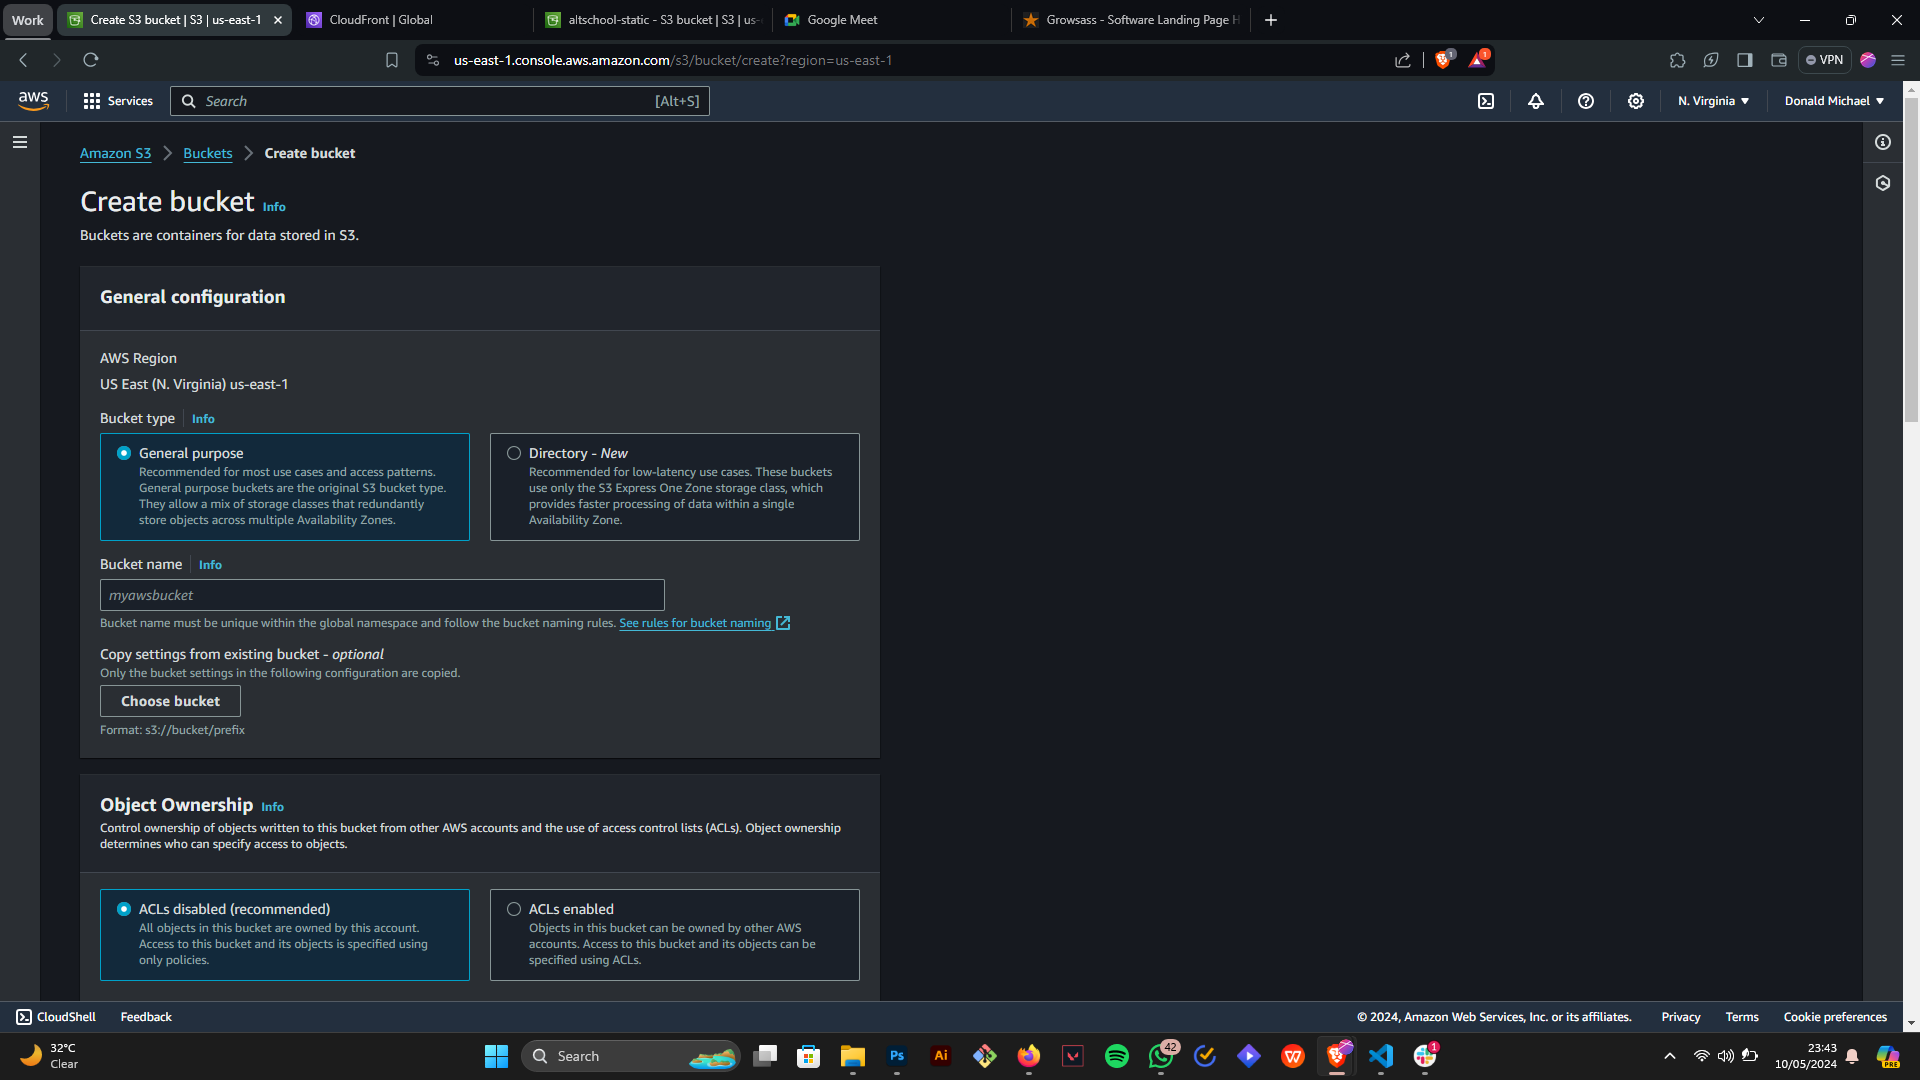 Work
Create S3 bucket | S3 | us-east-1
CloudFront | Global
altschool-static - S3 bucket | S3 | us-
Google Meet
Growsass - Software Landing Page H
us-east-1.console.aws.amazon.com/s3/bucket/create?region=us-east-1
1
1
VPN
aws
Services
Search
[Alt+S]
N. Virginia
Donald Michael
Amazon S3
Buckets
Create bucket
Create bucket Info
Buckets are containers for data stored in S3.
General configuration
AWS Region
US East (N. Virginia) us-east-1
Bucket type
Info
General purpose
Recommended for most use cases and access patterns.
General purpose buckets are the original S3 bucket type.
They allow a mix of storage classes that redundantly
store objects across multiple Availability Zones.
Directory - New
Recommended for low-latency use cases. These buckets
use only the S3 Express One Zone storage class, which
provides faster processing of data within a single
Availability Zone.
Bucket name
Info
myawsbucket
Bucket name must be unique within the global namespace and follow the bucket naming rules. See rules for bucket naming
Copy settings from existing bucket - optional
Only the bucket settings in the following configuration are copied.
Choose bucket
Format: s3://bucket/prefix
Object Ownership Info
Control ownership of objects written to this bucket from other AWS accounts and the use of access control lists (ACLs). Object ownership
determines who can specify access to objects.
ACLs disabled (recommended)
All objects in this bucket are owned by this account.
Access to this bucket and its objects is specified using
only policies.
ACLs enabled
Objects in this bucket can be owned by other AWS
accounts. Access to this bucket and its objects can be
specified using ACLs.
CloudShell
Feedback
© 2024, Amazon Web Services, Inc. or its affiliates.
Privacy
Terms
Cookie preferences
32°C
Clear
Search
Ps
Ai
42
1
23:43
10/05/2024
PRE